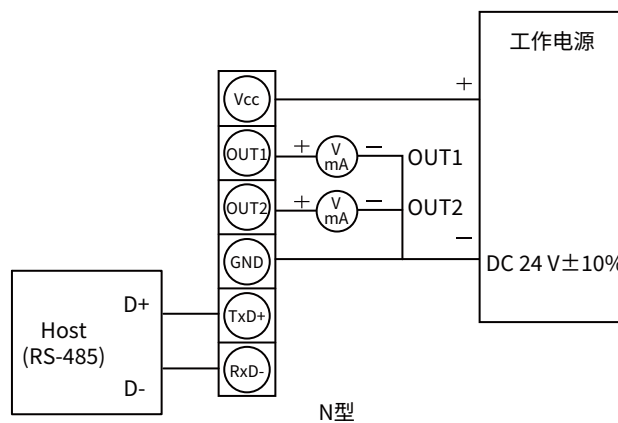 工作电源
+
Vcc
OUT1
+
V
mA
−
OUT1
OUT2
+
V
mA
−
OUT2
−
GND
DC 24 V±10%
D+
TxD+
Host
(RS-485)
D-
RxD-
N型